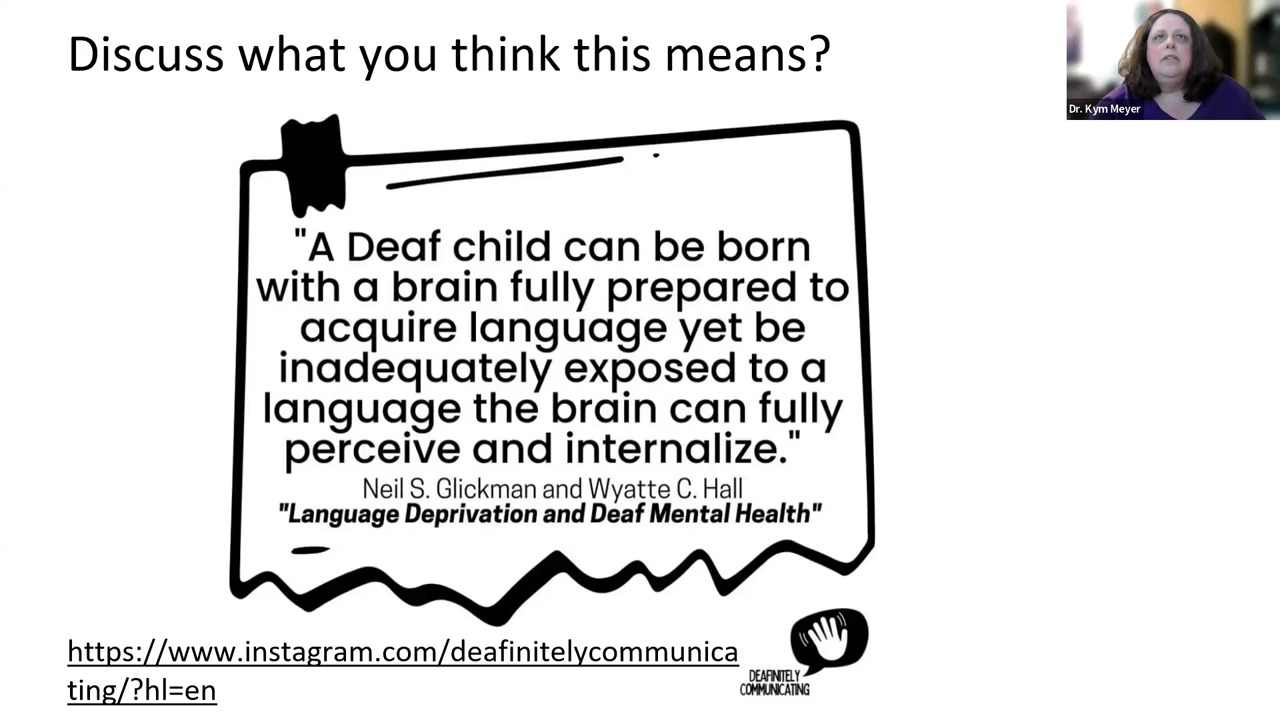 Discuss what you think this means?
Dr. Kym Meyer
"A Deaf child can be born
with a brain fully prepared to
acquire language yet be
inadequately exposed to a
language the brain can fully
perceive and internalize."
Neil S. Glickman and Wyatte C. Hall
"Language Deprivation and Deaf Mental Health"
https://www.instagram.com/deafinitelycommunica
ting/?hl=en
DEAFINITELY
COMMUNICATING